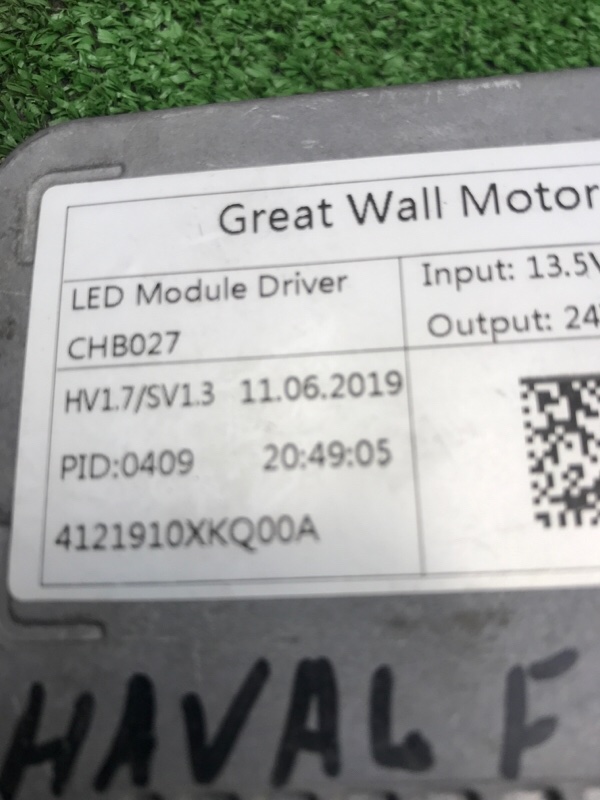 Great Wall Motor
LED Module Driver
CHB027
Input: 13.5V
Output: 24
HV1.7/SV1.3 11.06.2019
PID:0409 20:49:05
4121910XKQ00A
HAVAL F